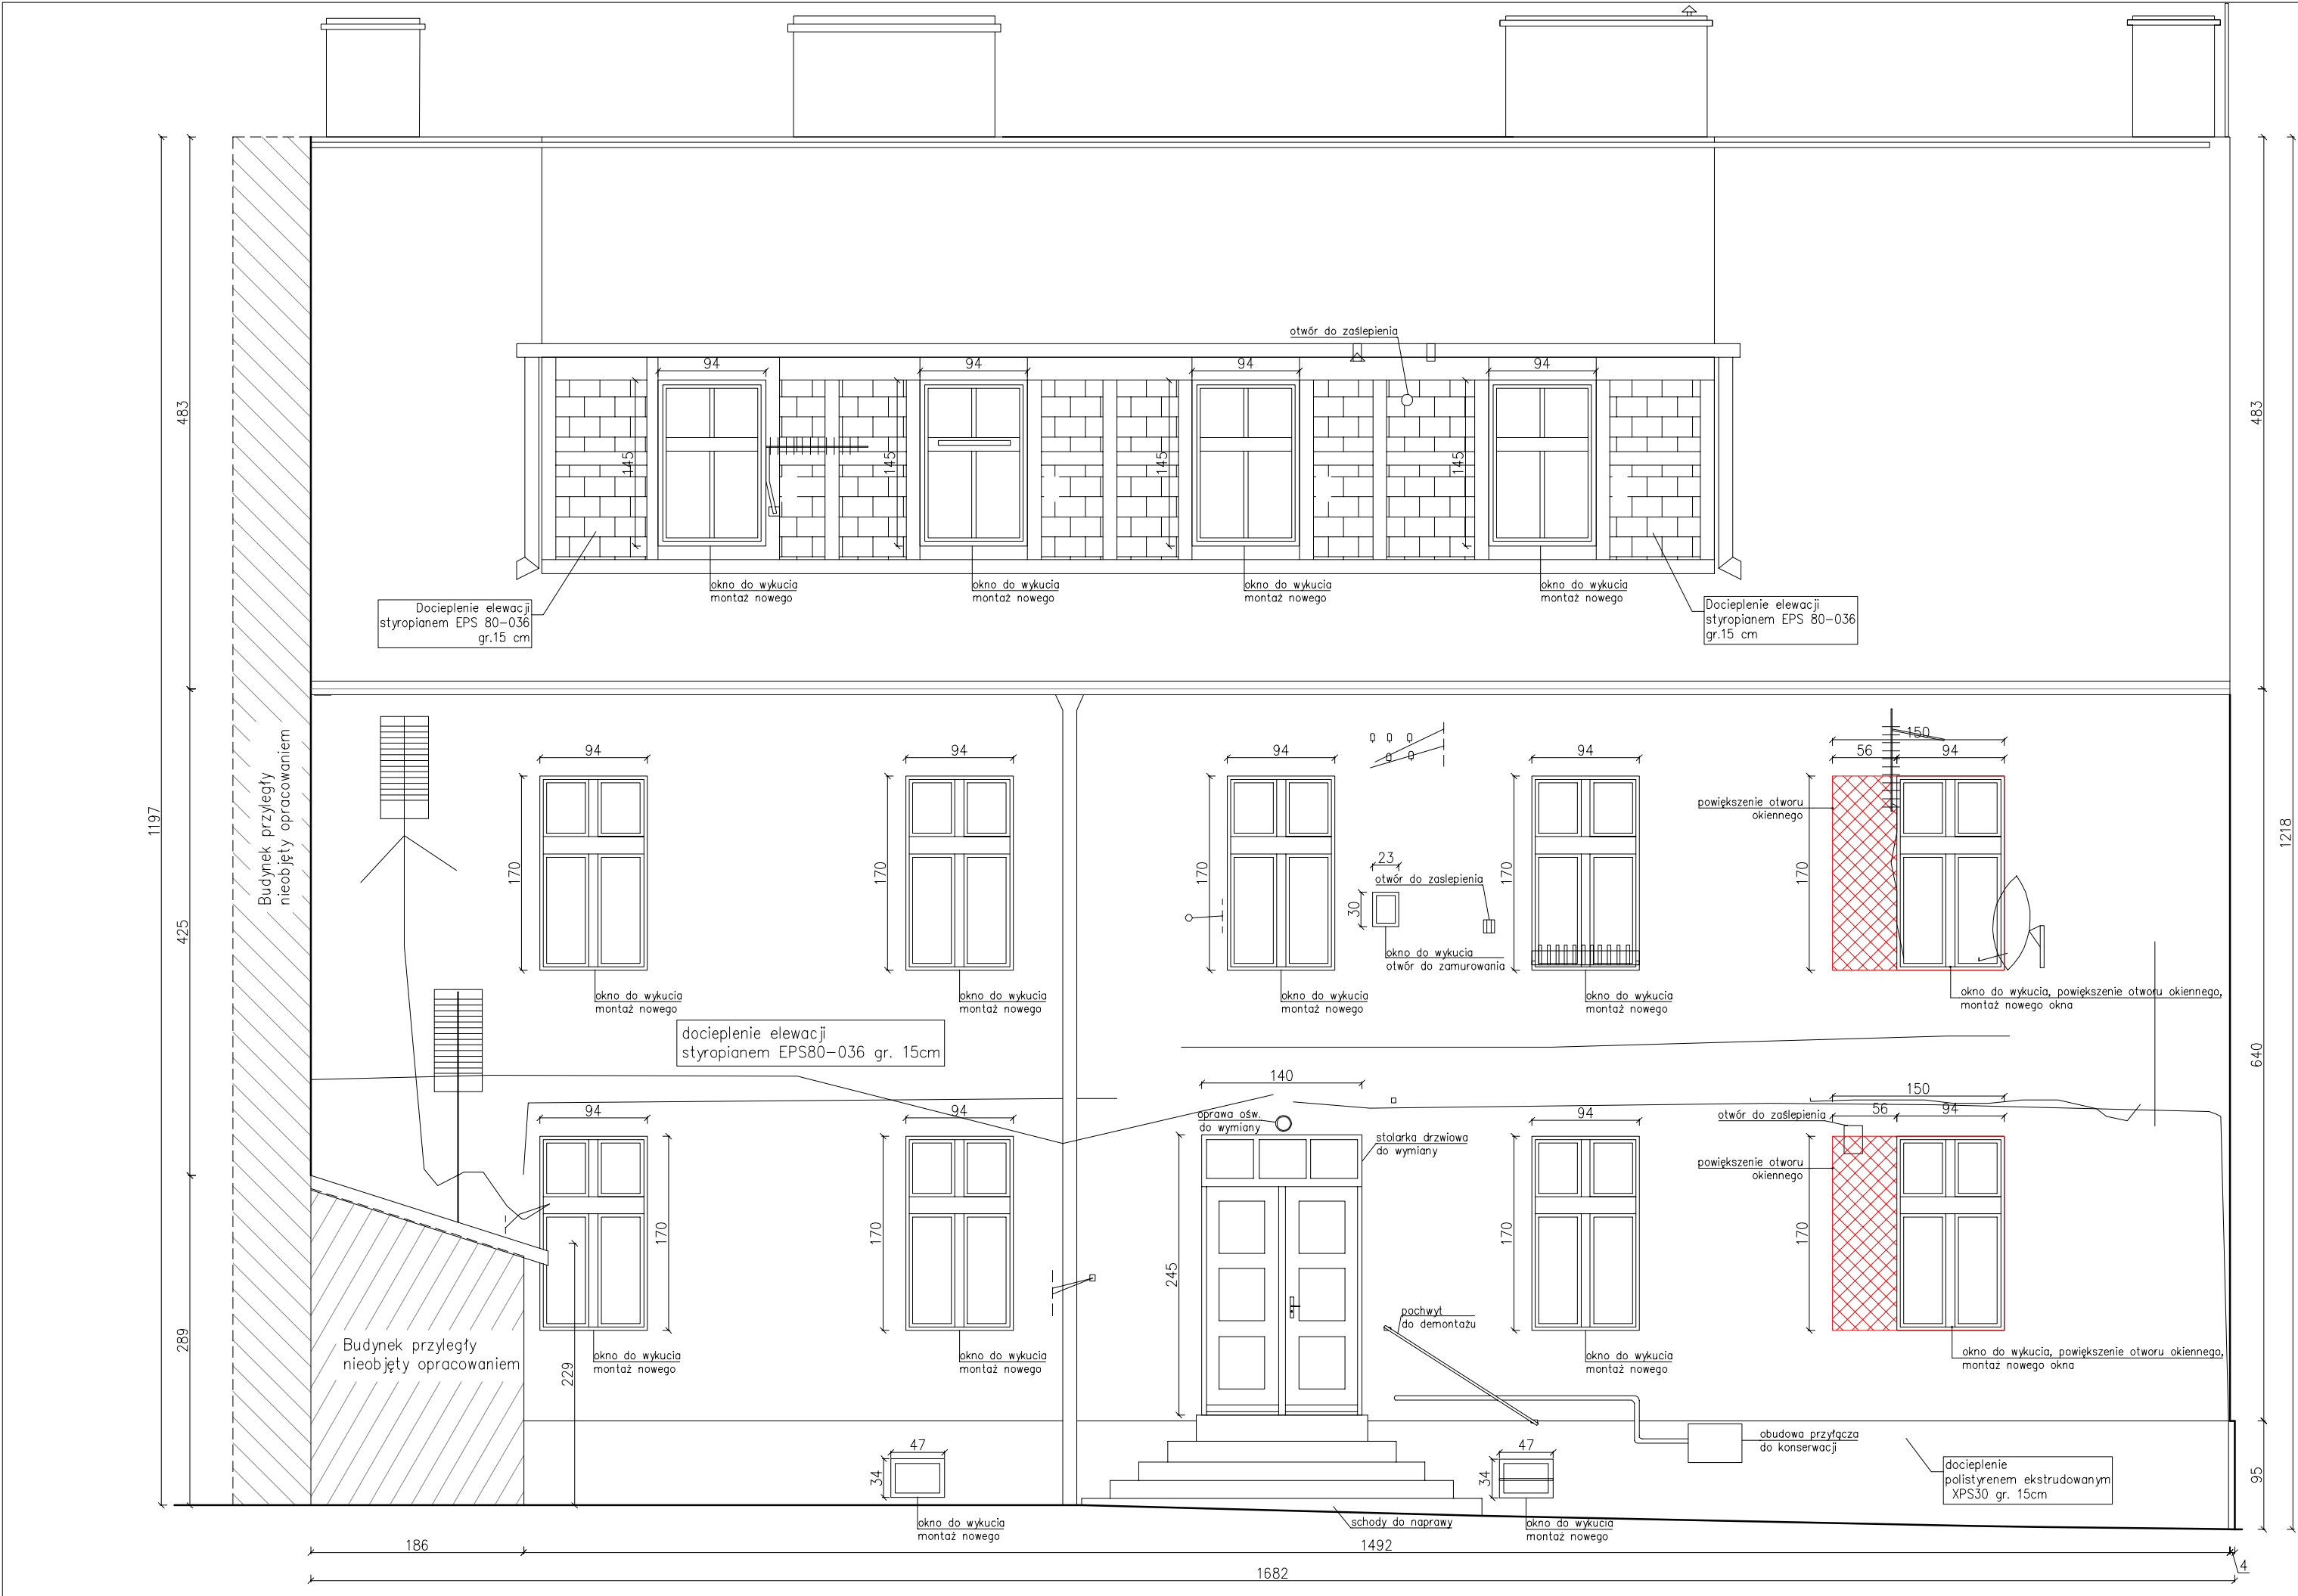 otwór do zaślepienia
94
94
94
94
145
145
145
145
483
483
okno do wykucia
montaż nowego
okno do wykucia
montaż nowego
okno do wykucia
montaż nowego
okno do wykucia
montaż nowego
Docieplenie elewacji
styropianem EPS 80-036
gr.15 cm
Docieplenie elewacji
styropianem EPS 80-036
gr.15 cm
Budynek przyległy
nieobjęty opracowaniem
1197
1218
425
640
94
94
94
94
150
56
94
170
170
170
170
170
powiększenie otworu
okiennego
23
30
otwór do zaslepienia
okno do wykucia
otwór do zamurowania
okno do wykucia
montaż nowego
okno do wykucia
montaż nowego
okno do wykucia
montaż nowego
okno do wykucia
montaż nowego
okno do wykucia, powiększenie otworu okiennego,
montaż nowego okna
docieplenie elewacji
styropianem EPS80-036 gr. 15cm
140
94
94
94
150
56
94
oprawa ośw.
do wymiany
stolarka drzwiowa
do wymiany
otwór do zaślepienia
powiększenie otworu
okiennego
170
170
245
170
170
289
229
Budynek przyległy
nieobjęty opracowaniem
pochwyt
do demontażu
okno do wykucia
montaż nowego
okno do wykucia
montaż nowego
okno do wykucia
montaż nowego
okno do wykucia, powiększenie otworu okiennego,
montaż nowego okna
47
34
47
34
obudowa przyłącza
do konserwacji
docieplenie
polistyrenem ekstrudowanym
XPS30 gr. 15cm
95
okno do wykucia
montaż nowego
schody do naprawy
okno do wykucia
montaż nowego
186
1492
4
1682